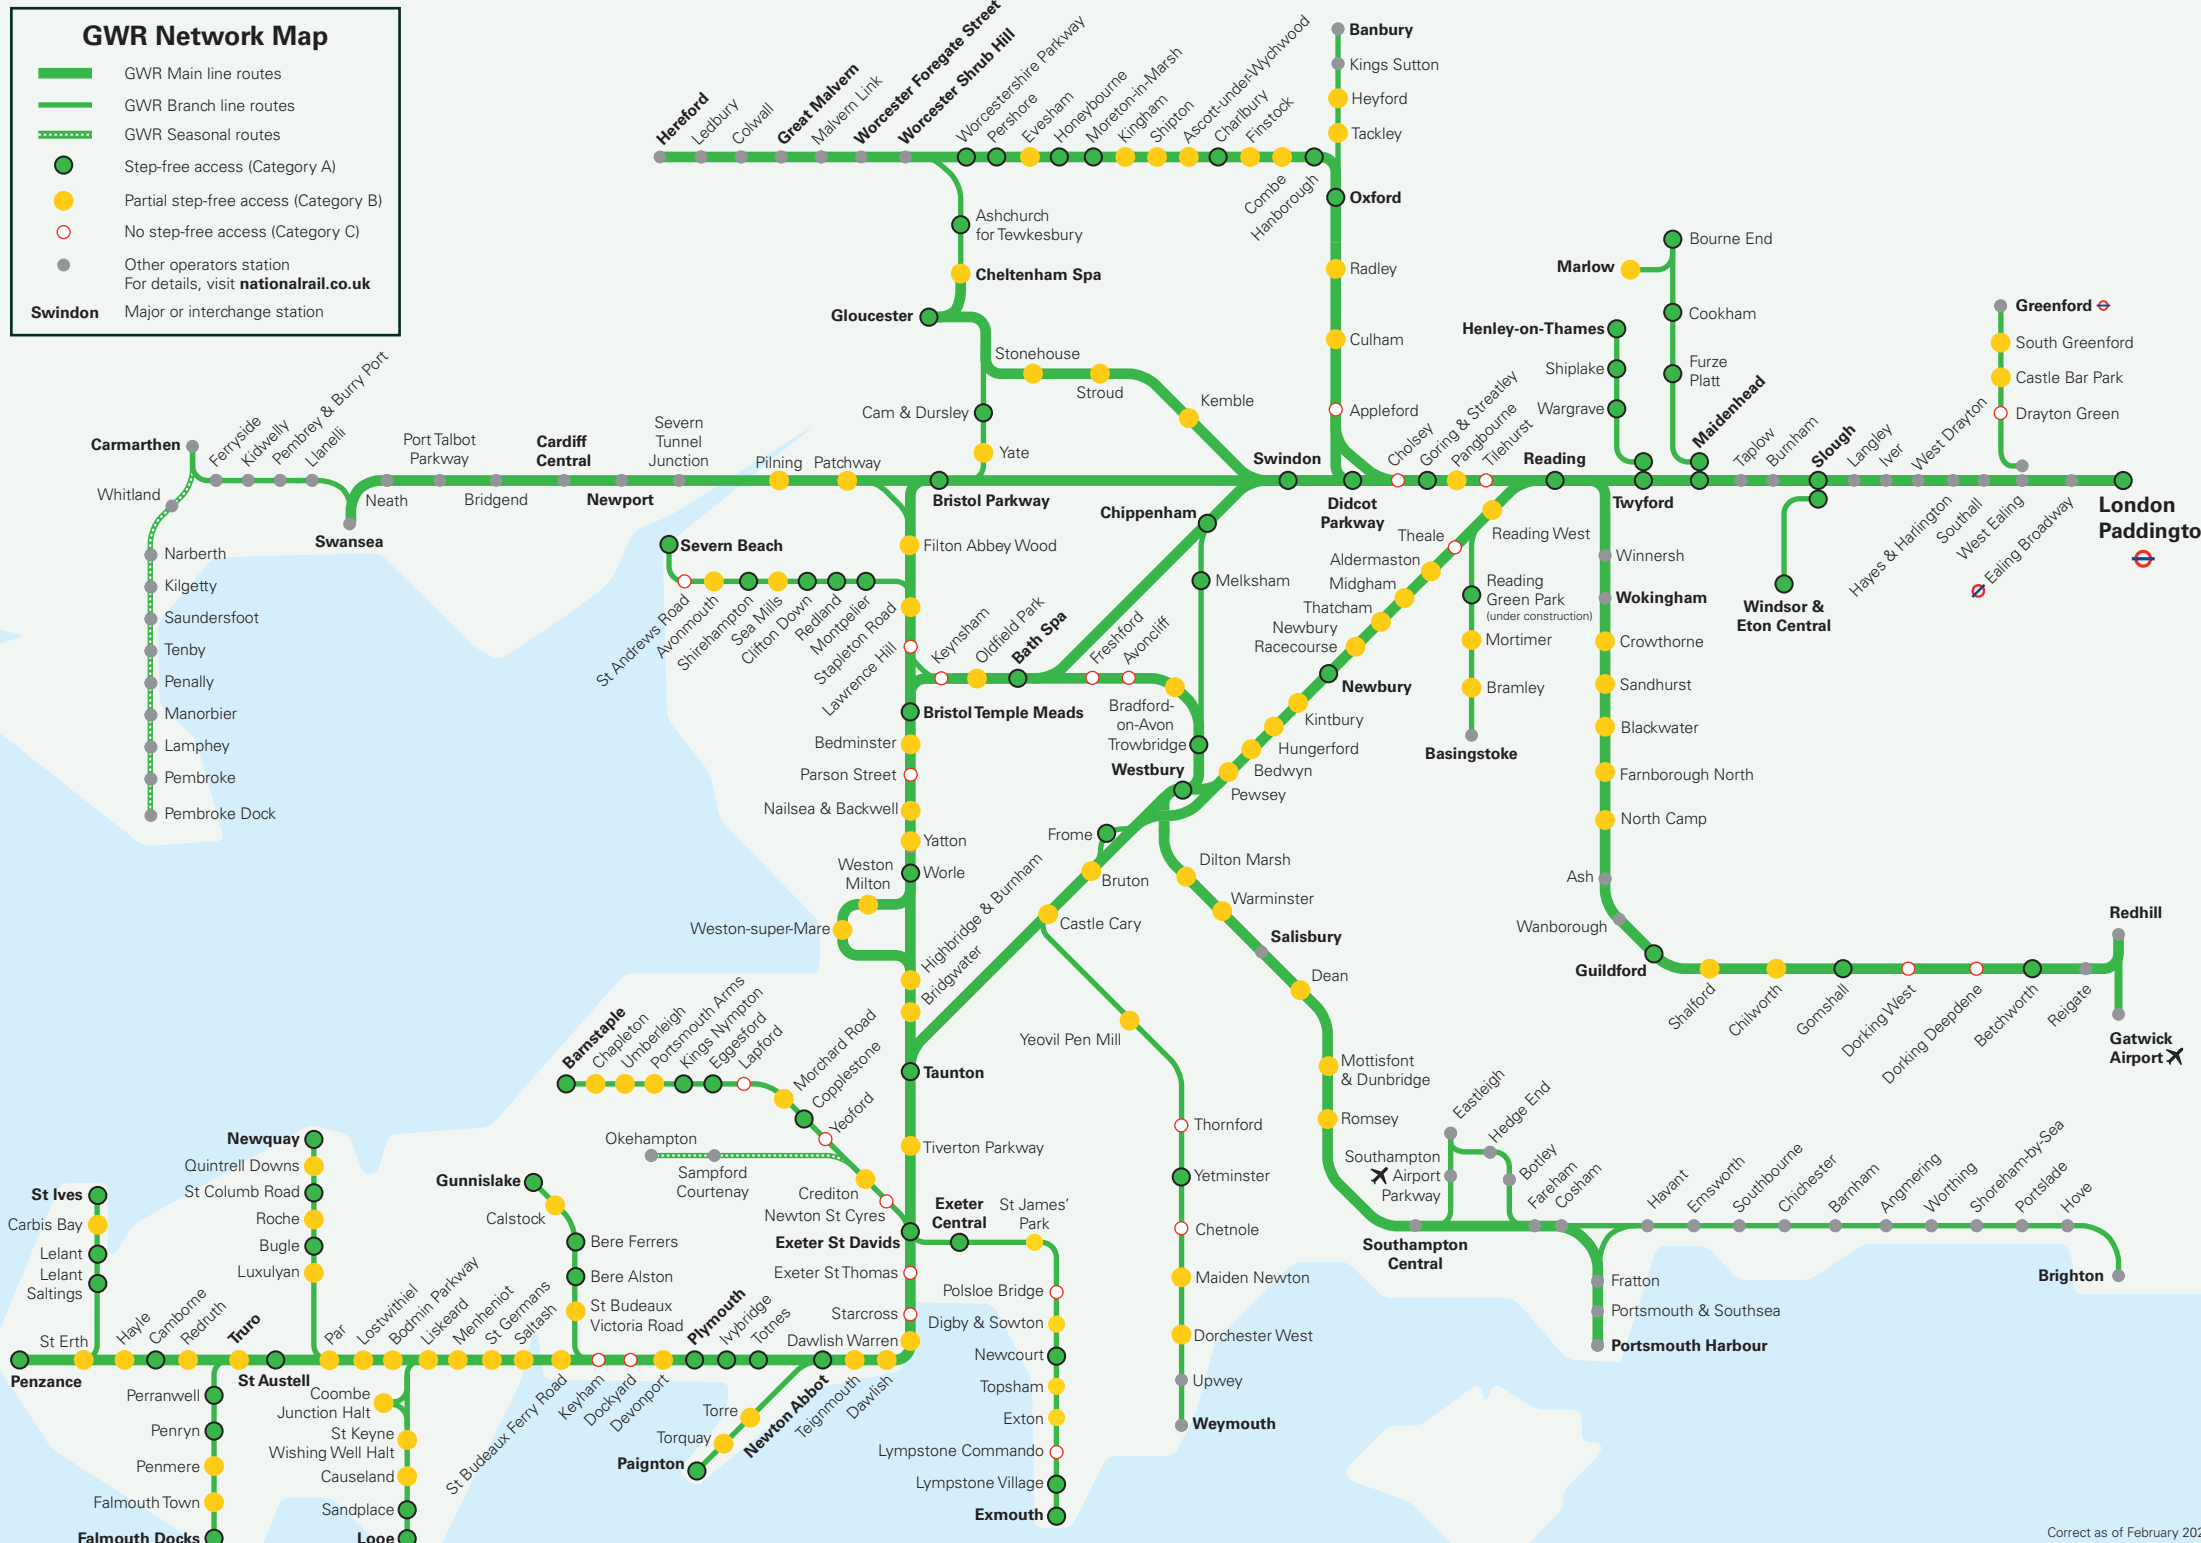 GWR Network Map
GWR Main line routes
GWR Branch line routes
GWR Seasonal routes
Step-free access (Category A)
Partial step-free access (Category B)
No step-free access (Category C)
Other operators station
For details, visit nationalrail.co.uk
Swindon Major or interchange station
Hereford
Ledbury
Colwall
Great Malvern
Malvern Link
Worcester Foregate Street
Worcester Shrub Hill
Worcestershire Parkway
Pershore
Evesham
Honeybourne
Moreton-in-Marsh
Kingham
Shipton
Ascott-under-Wychwood
Charlbury
Finstock
Combe
Hanborough
Banbury
Kings Sutton
Heyford
Tackley
Oxford
Radley
Culham
Appleford
Ashchurch
for Tewkesbury
Cheltenham Spa
Gloucester
Stonehouse
Stroud
Kemble
Cam & Dursley
Yate
Bourne End
Marlow
Cookham
Furze
Platt
Maidenhead
Henley-on-Thames
Shiplake
Wargrave
Greenford
South Greenford
Castle Bar Park
Drayton Green
Carmarthen
Ferryside
Kidwelly
Pembrey & Burry Port
Llanelli
Whitland
Narberth
Kilgetty
Saundersfoot
Tenby
Penally
Manorbier
Lamphey
Pembroke
Pembroke Dock
Swansea
Neath
Port Talbot
Parkway
Bridgend
Cardiff
Central
Newport
Severn
Tunnel
Junction
Pilning
Patchway
Bristol Parkway
Swindon
Didcot
Parkway
Cholsey
Goring & Streatley
Pangbourne
Tilehurst
Reading
Twyford
Taplow
Burnham
Slough
Langley
Iver
West Drayton
Hayes & Harlington
Southall
West Ealing
Ealing Broadway
London
Paddingto
Windsor &
Eton Central
Severn Beach
St Andrews Road
Avonmouth
Shirehampton
Sea Mills
Clifton Down
Redland
Montpelier
Stapleton Road
Lawrence Hill
Filton Abbey Wood
Keynsham
Oldfield Park
Bath Spa
Freshford
Avoncliff
Bradford-
on-Avon
Trowbridge
Westbury
Chippenham
Melksham
Bristol Temple Meads
Bedminster
Parson Street
Nailsea & Backwell
Yatton
Weston
Milton
Worle
Weston-super-Mare
Highbridge & Burnham
Bridgwater
Taunton
Tiverton Parkway
Reading West
Theale
Aldermaston
Midgham
Thatcham
Newbury
Racecourse
Newbury
Kintbury
Hungerford
Bedwyn
Pewsey
Reading
Green Park
(under construction)
Mortimer
Bramley
Basingstoke
Winnersh
Wokingham
Crowthorne
Sandhurst
Blackwater
Farnborough North
North Camp
Ash
Wanborough
Guildford
Shalford
Chilworth
Gomshall
Dorking West
Dorking Deepdene
Betchworth
Reigate
Redhill
Gatwick
Airport
Frome
Bruton
Castle Cary
Yeovil Pen Mill
Thornford
Yetminster
Chetnole
Maiden Newton
Dorchester West
Upwey
Weymouth
Dilton Marsh
Warminster
Salisbury
Dean
Mottisfont
& Dunbridge
Romsey
Southampton
Airport
Parkway
Eastleigh
Hedge End
Botley
Southampton
Central
Fareham
Cosham
Havant
Emsworth
Southbourne
Chichester
Barnham
Angmering
Worthing
Shoreham-by-Sea
Portslade
Hove
Brighton
Fratton
Portsmouth & Southsea
Portsmouth Harbour
Barnstaple
Chapleton
Umberleigh
Portsmouth Arms
Kings Nympton
Eggesford
Lapford
Morchard Road
Copplestone
Yeoford
Okehampton
Sampford
Courtenay
Crediton
Newton St Cyres
Exeter St Davids
Exeter
Central
St James'
Park
Exeter St Thomas
Starcross
Dawlish Warren
Polsloe Bridge
Digby & Sowton
Newcourt
Topsham
Exton
Lympstone Commando
Lympstone Village
Exmouth
Newquay
Quintrell Downs
St Columb Road
Roche
Bugle
Luxulyan
Gunnislake
Calstock
Bere Ferrers
Bere Alston
St Budeaux
Victoria Road
St Ives
Carbis Bay
Lelant
Lelant
Saltings
St Erth
Penzance
Hayle
Camborne
Redruth
Truro
St Austell
Par
Lostwithiel
Bodmin Parkway
Liskeard
Menheniot
St Germans
Saltash
St Budeaux Ferry Road
Keyham
Dockyard
Devonport
Plymouth
Ivybridge
Totnes
Newton Abbot
Teignmouth
Dawlish
Torre
Torquay
Paignton
Perranwell
Penryn
Penmere
Falmouth Town
Falmouth Docks
Coombe
Junction Halt
St Keyne
Wishing Well Halt
Causeland
Sandplace
Looe
Correct as of February 202